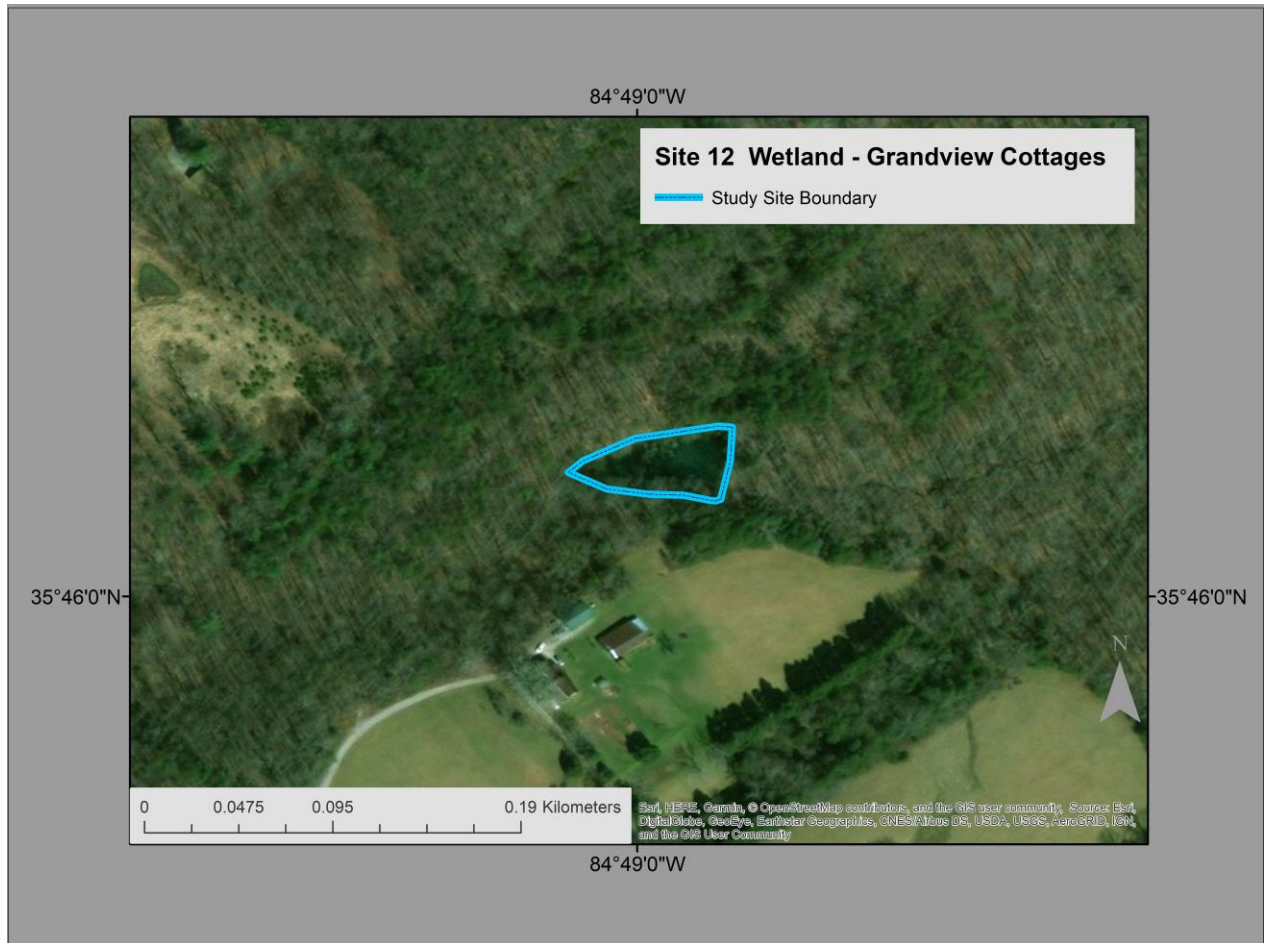 84°49'0"W
Site 12 Wetland - Grandview Cottages
Study Site Boundary
35°46'0"N
35°46'0"N
N
0 0.0475 0.095 0.19 Kilometers
Esri, HERE, Garmin, © OpenStreetMap contributors, and the GIS user community, Source: Esri,
DigitalGlobe, GeoEye, Earthstar Geographics, CNES/Airbus DS, USDA, USGS, AeroGRID, IGN,
and the GIS User Community
84°49'0"W